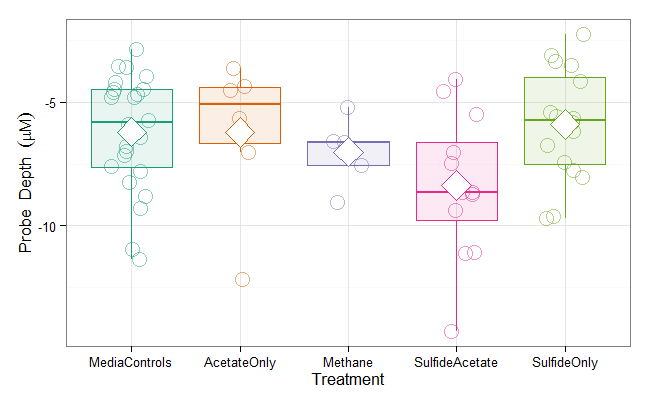 Probe Depth (µM)
-5
-10
MediaControls AcetateOnly Methane SulfideAcetate SulfideOnly
Treatment